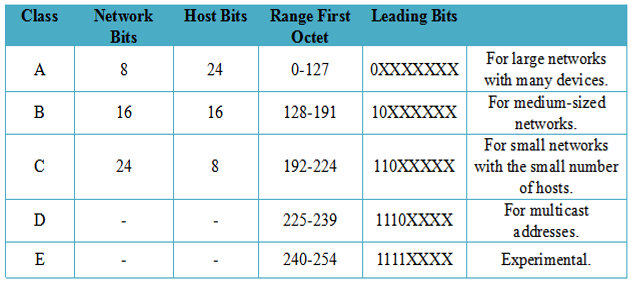 Class Network Bits Host Bits Range First Octet Leading Bits
A 8 24 0-127 0XXXXXXX For large networks with many devices.
B 16 16 128-191 10XXXXXX For medium-sized networks.
C 24 8 192-224 110XXXXX For small networks with the small number of hosts.
D - - 225-239 1110XXXX For multicast addresses.
E - - 240-254 1111XXXX Experimental.